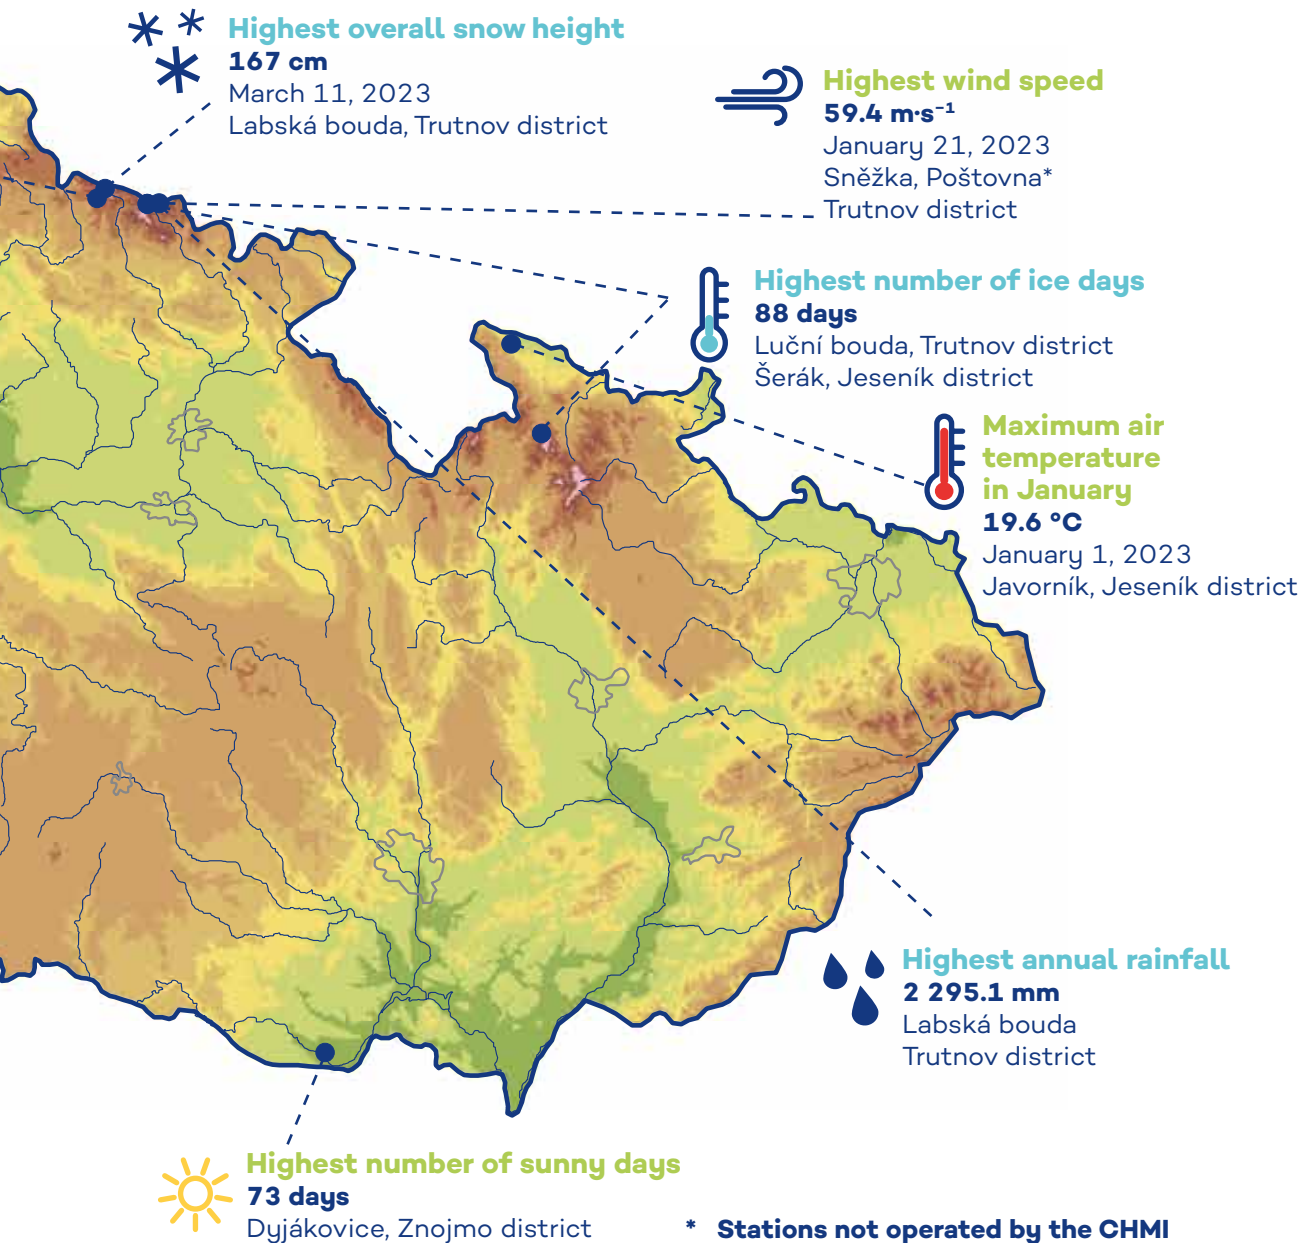 Highest overall snow height
167 cm
March 11, 2023
Labská bouda, Trutnov district
Highest wind speed
59.4 m·s⁻¹
January 21, 2023
Sněžka, Poštovna*
Trutnov district
Highest number of ice days
88 days
Luční bouda, Trutnov district
Šerák, Jeseník district
Maximum air
temperature
in January
19.6 °C
January 1, 2023
Javorník, Jeseník district
Highest annual rainfall
2 295.1 mm
Labská bouda
Trutnov district
Highest number of sunny days
73 days
Dyjákovice, Znojmo district
* Stations not operated by the CHMI